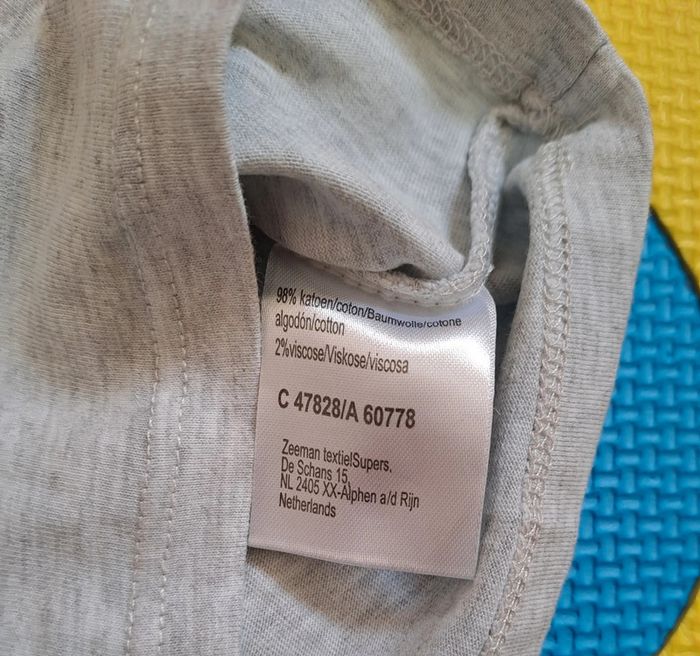 98% katoen/coton/Baumwolle/cotone
algodón/cotton
2%viscose/Viskose/viscosa
C 47828/A 60778
Zeeman textielSupers,
De Schans 15,
NL 2405 XX-Alphen a/d Rijn
Netherlands